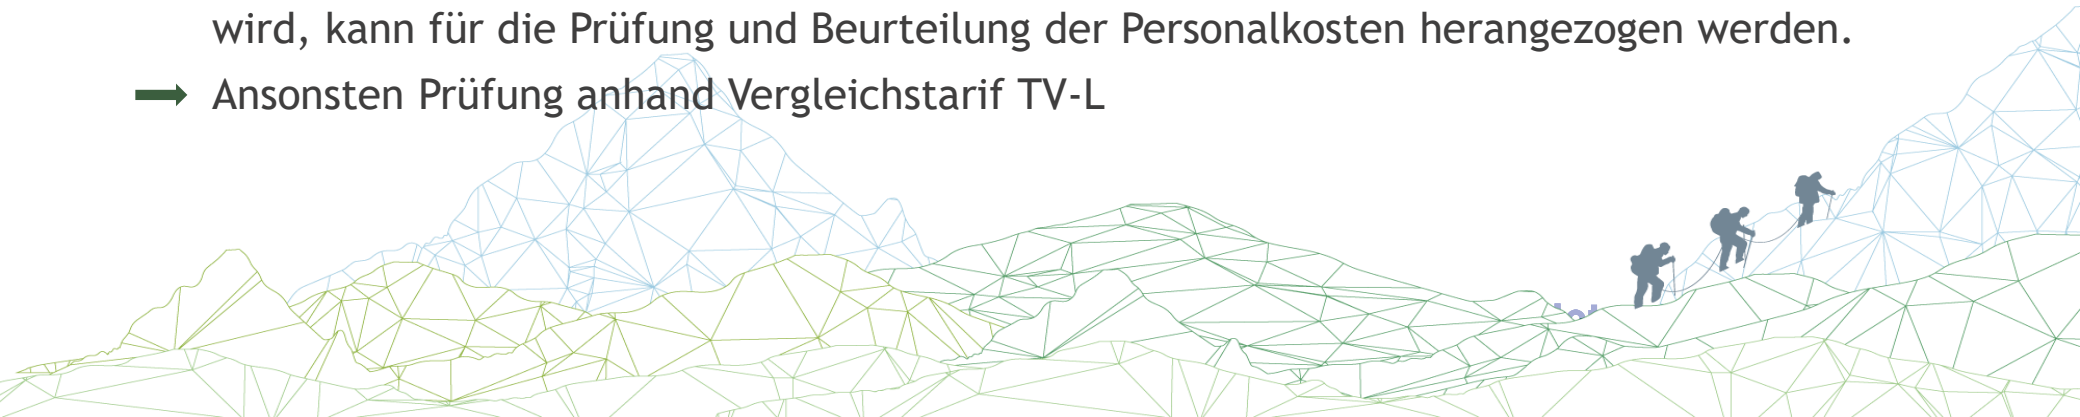 wird, kann für die Prüfung und Beurteilung der Personalkosten herangezogen werden.
Ansonsten Prüfung anhand Vergleichstarif TV-L